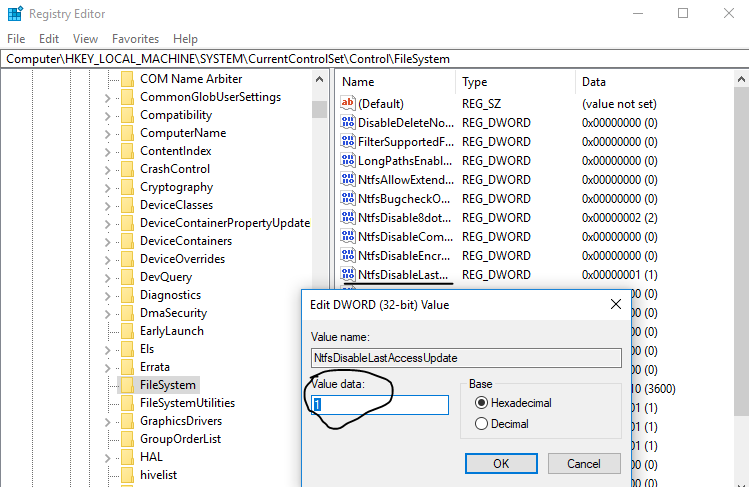 Registry Editor
File Edit View Favorites Help
Computer\HKEY_LOCAL_MACHINE\SYSTEM\CurrentControlSet\Control\FileSystem
COM Name Arbiter
CommonGlobUserSettings
Compatibility
ComputerName
ContentIndex
CrashControl
Cryptography
DeviceClasses
DeviceContainerPropertyUpdate
DeviceContainers
DeviceOverrides
DevQuery
Diagnostics
DmaSecurity
EarlyLaunch
Els
Errata
FileSystem
FileSystemUtilities
GraphicsDrivers
GroupOrderList
HAL
hivelist
Name Type Data
(Default) REG_SZ (value not set)
DisableDeleteNo... REG_DWORD 0x00000000 (0)
FilterSupportedF... REG_DWORD 0x00000000 (0)
LongPathsEnabl... REG_DWORD 0x00000000 (0)
NtfsAllowExtend... REG_DWORD 0x00000000 (0)
NtfsBugcheckO... REG_DWORD 0x00000000 (0)
NtfsDisable8dot... REG_DWORD 0x00000002 (2)
NtfsDisableCom... REG_DWORD 0x00000000 (0)
NtfsDisableEncr... REG_DWORD 0x00000000 (0)
NtfsDisableLast... REG_DWORD 0x00000001 (1)
00 (0)
00 (0)
00 (0)
00 (0)
00 (0)
10 (3600)
01 (1)
01 (1)
00 (0)
01 (1)
00 (0)
Edit DWORD (32-bit) Value
Value name:
NtfsDisableLastAccessUpdate
Value data:
1
Base
Hexadecimal
Decimal
OK Cancel